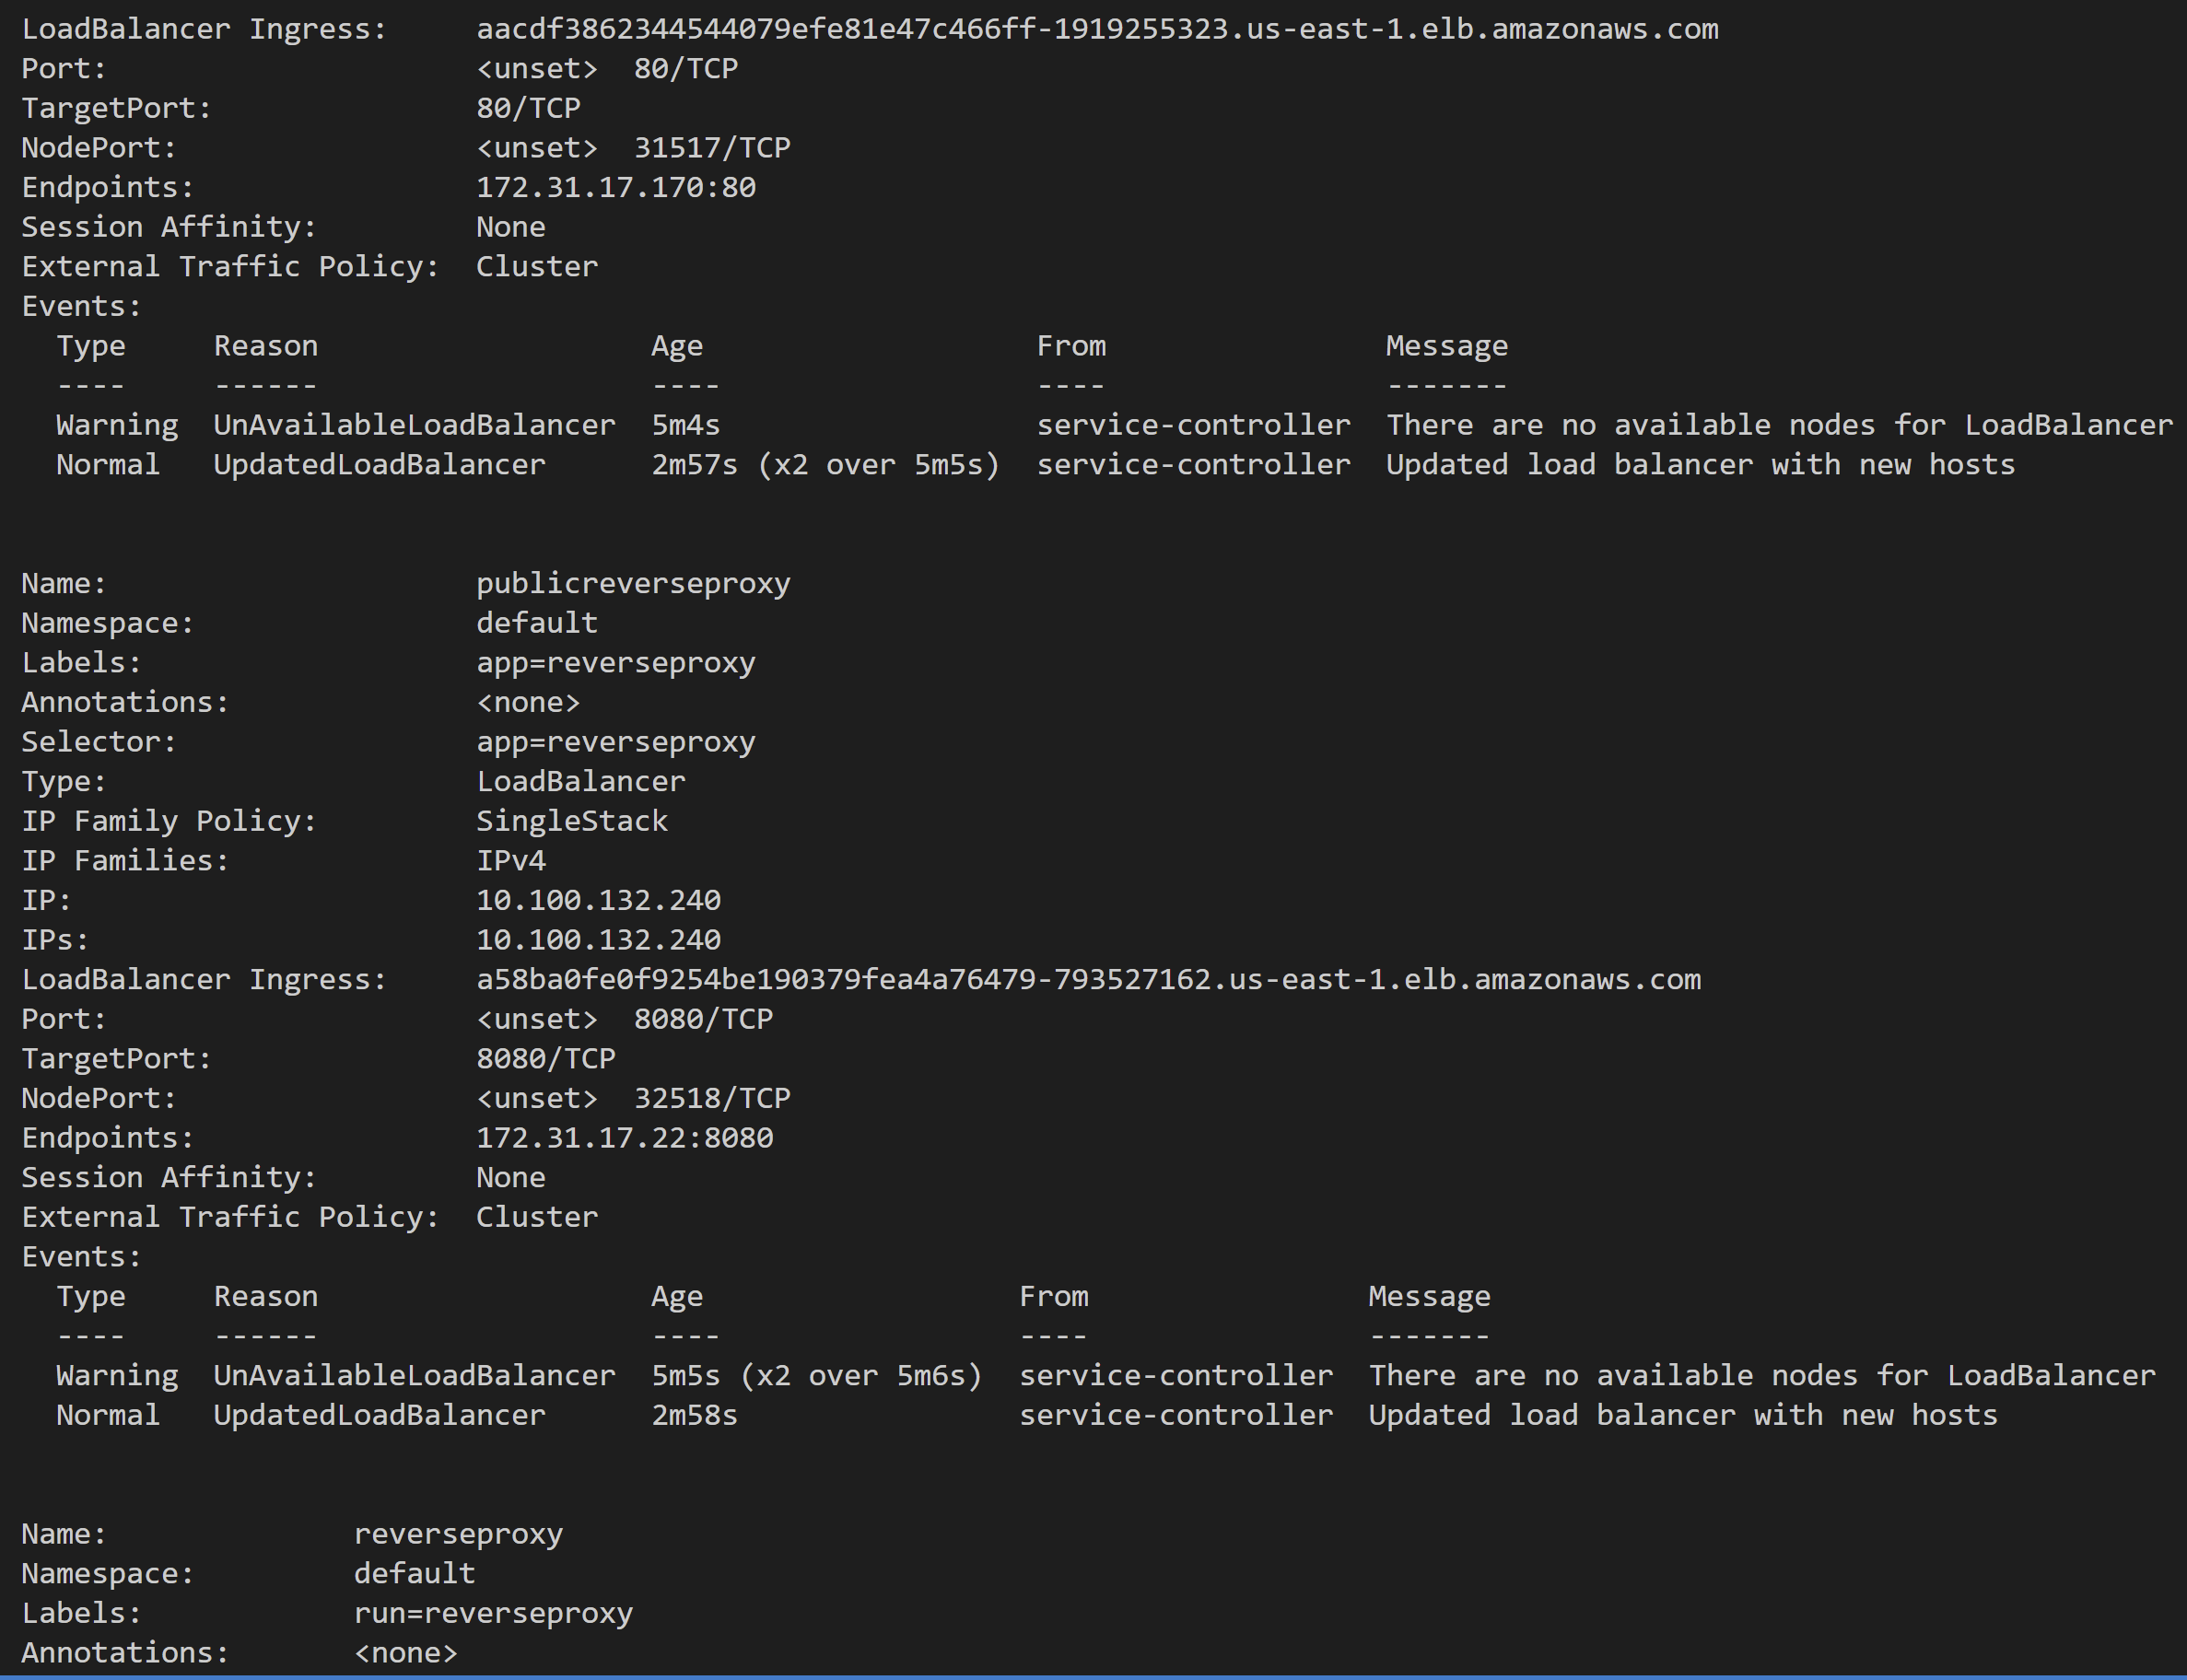 LoadBalancer Ingress:     aacdf3862344544079efe81e47c466ff-1919255323.us-east-1.elb.amazonaws.com
Port:                     <unset>  80/TCP
TargetPort:               80/TCP
NodePort:                 <unset>  31517/TCP
Endpoints:                172.31.17.170:80
Session Affinity:         None
External Traffic Policy:  Cluster
Events:
  Type     Reason                   Age                   From                Message
  ----     ------                   ----                  ----                -------
  Warning  UnAvailableLoadBalancer  5m4s                  service-controller  There are no available nodes for LoadBalancer
  Normal   UpdatedLoadBalancer      2m57s (x2 over 5m5s)  service-controller  Updated load balancer with new hosts
Name:                     publicreverseproxy
Namespace:                default
Labels:                   app=reverseproxy
Annotations:              <none>
Selector:                 app=reverseproxy
Type:                     LoadBalancer
IP Family Policy:         SingleStack
IP Families:              IPv4
IP:                       10.100.132.240
IPs:                      10.100.132.240
LoadBalancer Ingress:     a58ba0fe0f9254be190379fea4a76479-793527162.us-east-1.elb.amazonaws.com
Port:                     <unset>  8080/TCP
TargetPort:               8080/TCP
NodePort:                 <unset>  32518/TCP
Endpoints:                172.31.17.22:8080
Session Affinity:         None
External Traffic Policy:  Cluster
Events:
  Type     Reason                   Age                  From                Message
  ----     ------                   ----                 ----                -------
  Warning  UnAvailableLoadBalancer  5m5s (x2 over 5m6s)  service-controller  There are no available nodes for LoadBalancer
  Normal   UpdatedLoadBalancer      2m58s                service-controller  Updated load balancer with new hosts
Name:              reverseproxy
Namespace:         default
Labels:            run=reverseproxy
Annotations:       <none>